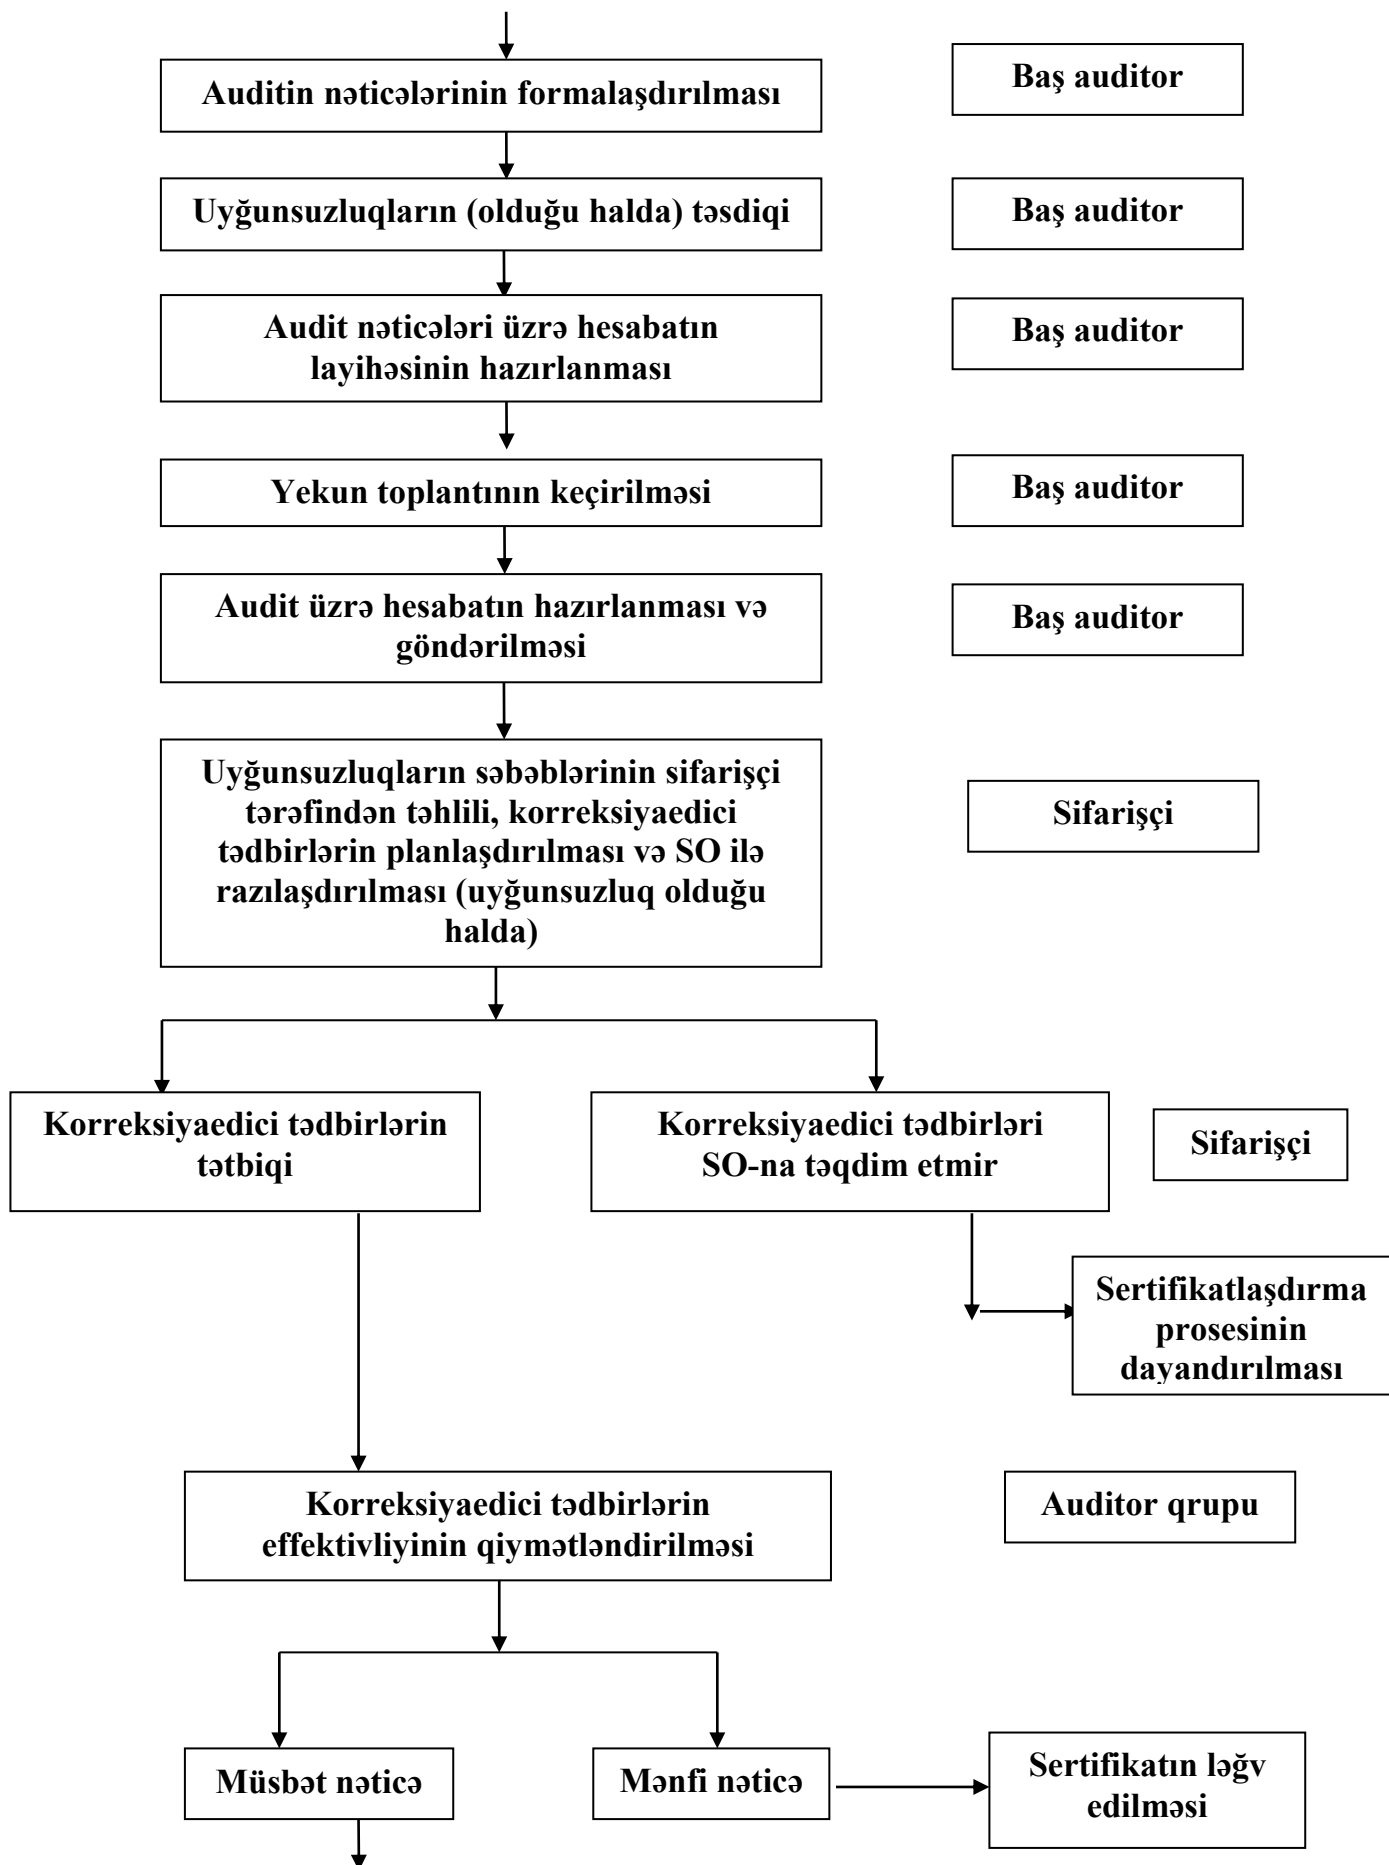 Auditin nəticələrinin formalaşdırılması
Baş auditor
Uyğunsuzluqların (olduğu halda) təsdiqi
Baş auditor
Audit nəticələri üzrə hesabatın
layihəsinin hazırlanması
Baş auditor
Yekun toplantının keçirilməsi
Baş auditor
Audit üzrə hesabatın hazırlanması və
göndərilməsi
Baş auditor
Uyğunsuzluqların səbəblərinin sifarişçi
tərəfindən təhlili, korreksiyaedici
tədbirlərin planlaşdırılması və SO ilə
razılaşdırılması (uyğunsuzluq olduğu
halda)
Sifarişçi
Korreksiyaedici tədbirlərin
tətbiqi
Korreksiyaedici tədbirləri
SO-na təqdim etmir
Sifarişçi
Sertifikatlaşdırma
prosesinin
dayandırılması
Korreksiyaedici tədbirlərin
effektivliyinin qiymətləndirilməsi
Auditor qrupu
Müsbət nəticə
Mənfi nəticə
Sertifikatın ləğv
edilməsi